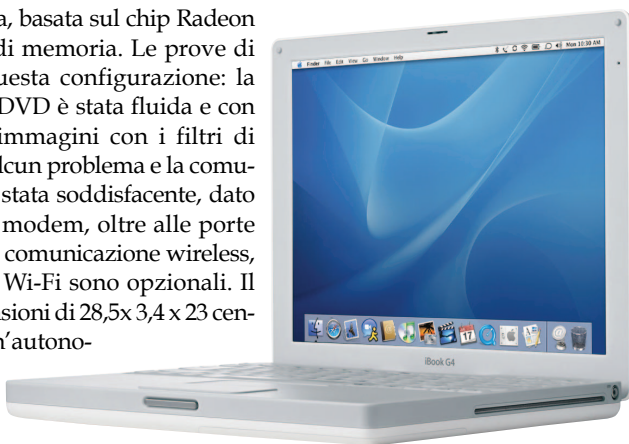 a, basata sul chip Radeon
di memoria. Le prove di
uesta configurazione: la
DVD è stata fluida e con
immagini con i filtri di
lcun problema e la comu-
stata soddisfacente, dato
modem, oltre alle porte
comunicazione wireless,
Wi-Fi sono opzionali. Il
sioni di 28,5x 3,4 x 23 cen-
n'autono-
Finder File Edit View Go Window Help
Mon 10:30 AM
17
iBook G4